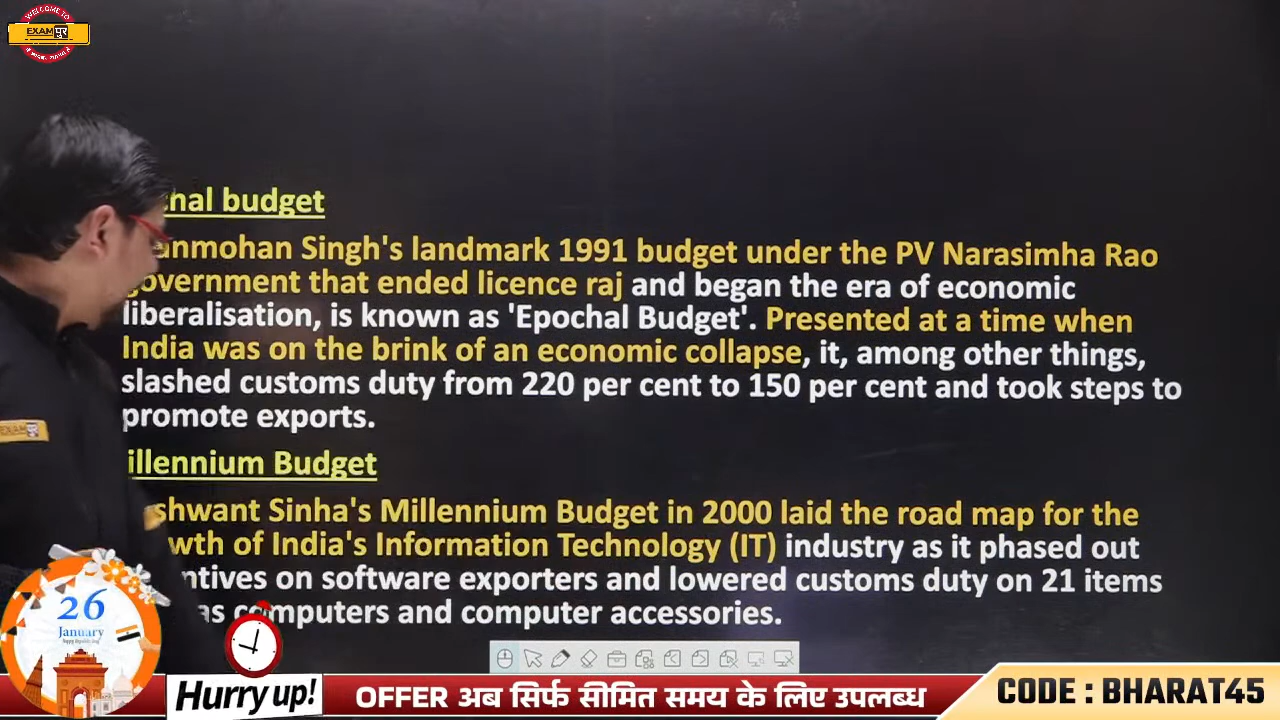 WELCOME TO
EXAM पुर
hal budget
anmohan Singh's landmark 1991 budget under the PV Narasimha Rao
government that ended licence raj and began the era of economic
liberalisation, is known as 'Epochal Budget'. Presented at a time when
India was on the brink of an economic collapse, it, among other things,
slashed customs duty from 220 per cent to 150 per cent and took steps to
promote exports.
illennium Budget
shwant Sinha's Millennium Budget in 2000 laid the road map for the
wth of India's Information Technology (IT) industry as it phased out
ntives on software exporters and lowered customs duty on 21 items
as computers and computer accessories.
EXAM
26
January
Hurry up!
OFFER अब सिर्फ सीमित समय के लिए उपलब्ध
CODE : BHARAT45